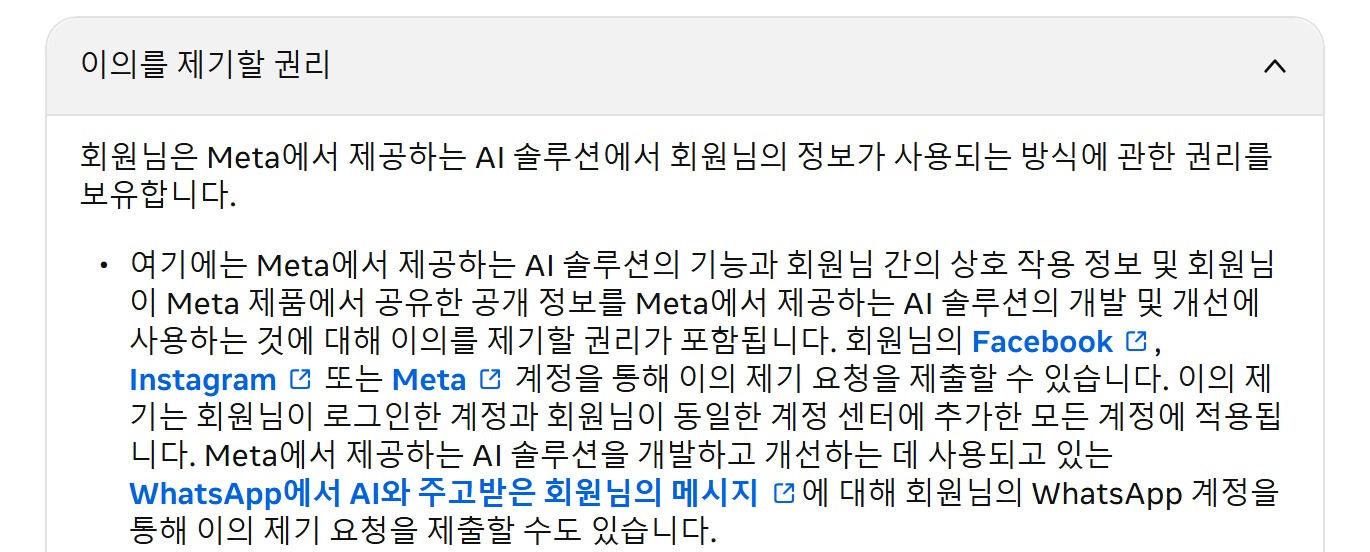 이의를 제기할 권리
회원님은 Meta에서 제공하는 AI 솔루션에서 회원님의 정보가 사용되는 방식에 관한 권리를
보유합니다.
• 여기에는 Meta에서 제공하는 AI 솔루션의 기능과 회원님 간의 상호 작용 정보 및 회원님
이 Meta 제품에서 공유한 공개 정보를 Meta에서 제공하는 AI 솔루션의 개발 및 개선에
사용하는 것에 대해 이의를 제기할 권리가 포함됩니다. 회원님의 Facebook ,
Instagram 또는 Meta 계정을 통해 이의 제기 요청을 제출할 수 있습니다. 이의 제
기는 회원님이 로그인한 계정과 회원님이 동일한 계정 센터에 추가한 모든 계정에 적용됩
니다. Meta에서 제공하는 AI 솔루션을 개발하고 개선하는 데 사용되고 있는
WhatsApp에서 AI와 주고받은 회원님의 메시지 에 대해 회원님의 WhatsApp 계정을
통해 이의 제기 요청을 제출할 수도 있습니다.